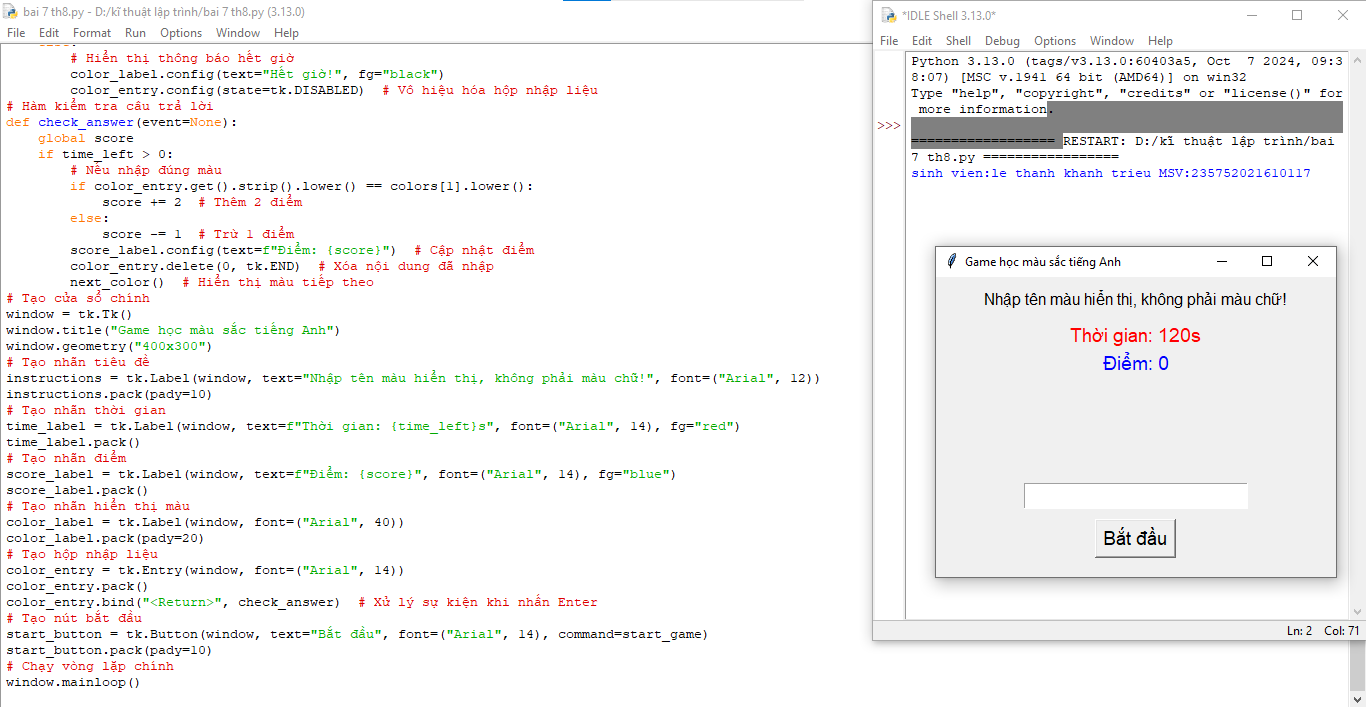 bai 7 th8.py - D:/kĩ thuật lập trình/bai 7 th8.py (3.13.0)
File Edit Format Run Options Window Help
# Hiển thị thông báo hết giờ
color_label.config(text="Hết giờ!", fg="black")
color_entry.config(state=tk.DISABLED)  # Vô hiệu hóa hộp nhập liệu
# Hàm kiểm tra câu trả lời
def check_answer(event=None):
    global score
    if time_left > 0:
        # Nếu nhập đúng màu
        if color_entry.get().strip().lower() == colors[1].lower():
            score += 2  # Thêm 2 điểm
        else:
            score -= 1  # Trừ 1 điểm
        score_label.config(text=f"Điểm: {score}")  # Cập nhật điểm
        color_entry.delete(0, tk.END)  # Xóa nội dung đã nhập
        next_color()  # Hiển thị màu tiếp theo
# Tạo cửa sổ chính
window = tk.Tk()
window.title("Game học màu sắc tiếng Anh")
window.geometry("400x300")
# Tạo nhãn tiêu đề
instructions = tk.Label(window, text="Nhập tên màu hiển thị, không phải màu chữ!", font=("Arial", 12))
instructions.pack(pady=10)
# Tạo nhãn thời gian
time_label = tk.Label(window, text=f"Thời gian: {time_left}s", font=("Arial", 14), fg="red")
time_label.pack()
# Tạo nhãn điểm
score_label = tk.Label(window, text=f"Điểm: {score}", font=("Arial", 14), fg="blue")
score_label.pack()
# Tạo nhãn hiển thị màu
color_label = tk.Label(window, font=("Arial", 40))
color_label.pack(pady=20)
# Tạo hộp nhập liệu
color_entry = tk.Entry(window, font=("Arial", 14))
color_entry.pack()
color_entry.bind("<Return>", check_answer)  # Xử lý sự kiện khi nhấn Enter
# Tạo nút bắt đầu
start_button = tk.Button(window, text="Bắt đầu", font=("Arial", 14), command=start_game)
start_button.pack(pady=10)
# Chạy vòng lặp chính
window.mainloop()
*IDLE Shell 3.13.0*
File Edit Shell Debug Options Window Help
Python 3.13.0 (tags/v3.13.0:60403a5, Oct  7 2024, 09:3
8:07) [MSC v.1941 64 bit (AMD64)] on win32
Type "help", "copyright", "credits" or "license()" for
more information.
>>>
================== RESTART: D:/kĩ thuật lập trình/bai
7 th8.py =================
sinh vien:le thanh khanh trieu MSV:235752021610117
Game học màu sắc tiếng Anh
Nhập tên màu hiển thị, không phải màu chữ!
Thời gian: 120s
Điểm: 0
Bắt đầu
Ln: 2 Col: 71